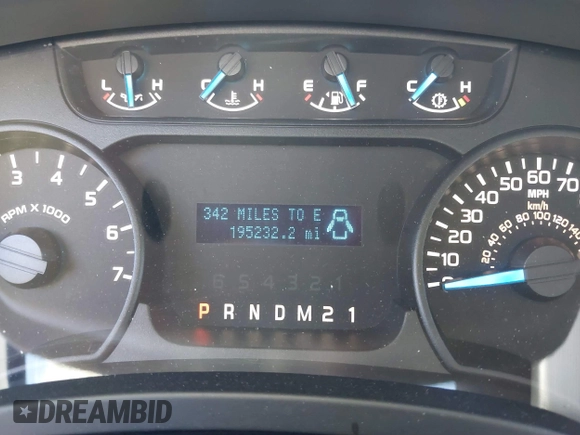 L H
C H
E F
C H
3 4 5 6 7
RPM X 1000
7
342 MILES TO E
195232.2 mi
6 5 4 3 2 1
P R N D M 2 1
0 10 20 30 40 50 60 70
MPH
km/h
20 40 60 80 100 120 140
DREAMBID